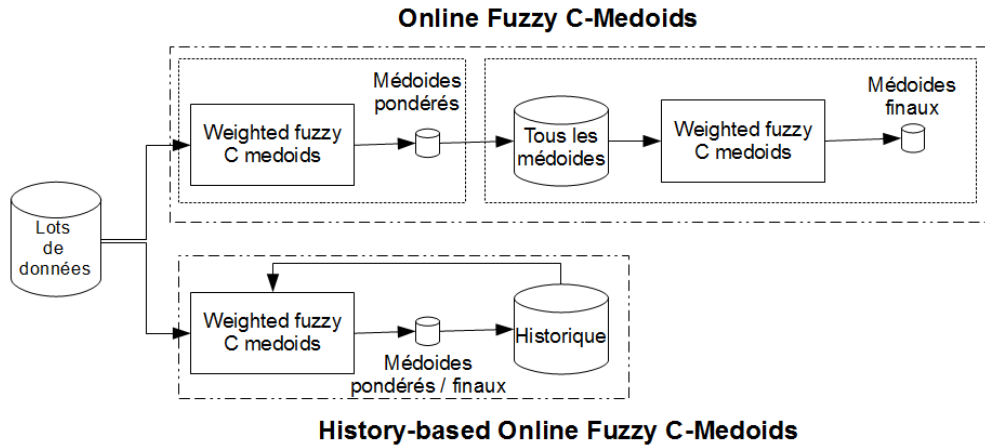 Online Fuzzy C-Medoids
Médoides
pondérés
Weighted fuzzy
C medoids
Tous les
médoides
Weighted fuzzy
C medoids
Médoides
finaux
Lots
de
données
Weighted fuzzy
C medoids
Médoides
pondérés / finaux
Historique
History-based Online Fuzzy C-Medoids